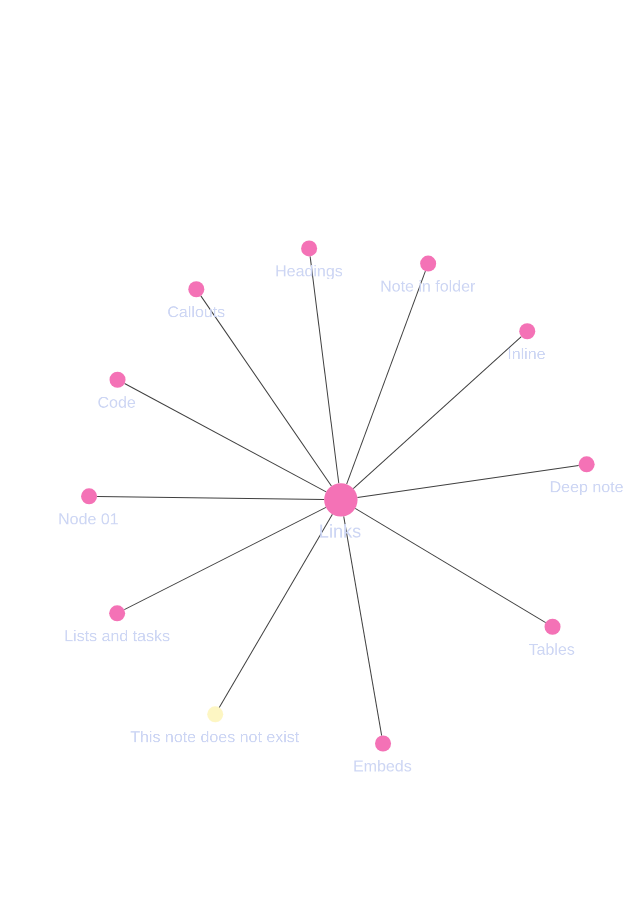 Headings
Note in folder
Callouts
Inline
Code
Deep note
Node 01
Links
Lists and tasks
Tables
This note does not exist
Embeds